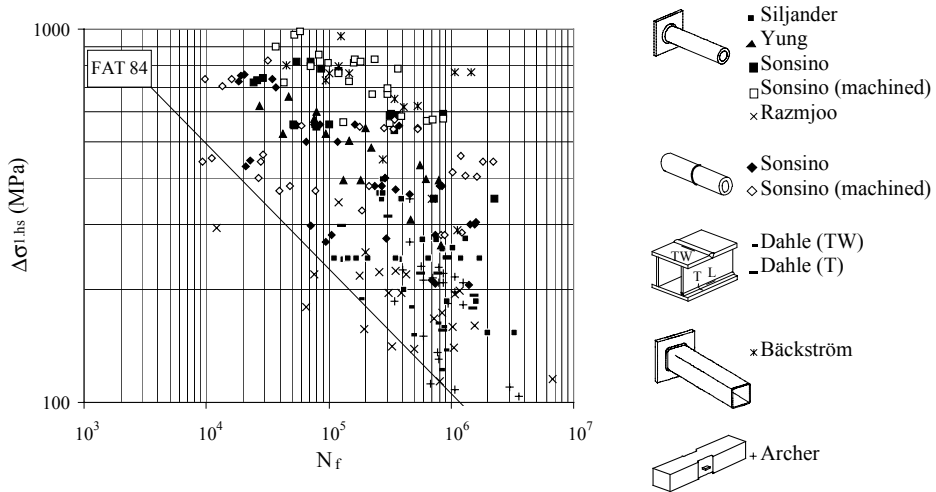 1000
FAT 84
Δσ1.hs (MPa)
100
10³ 10⁴ 10⁵ 10⁶ 10⁷
Nf
Siljander
Yung
Sonsino
Sonsino (machined)
Razmjoo
Sonsino
Sonsino (machined)
TW
T L
Dahle (TW)
Dahle (T)
Bäckström
Archer